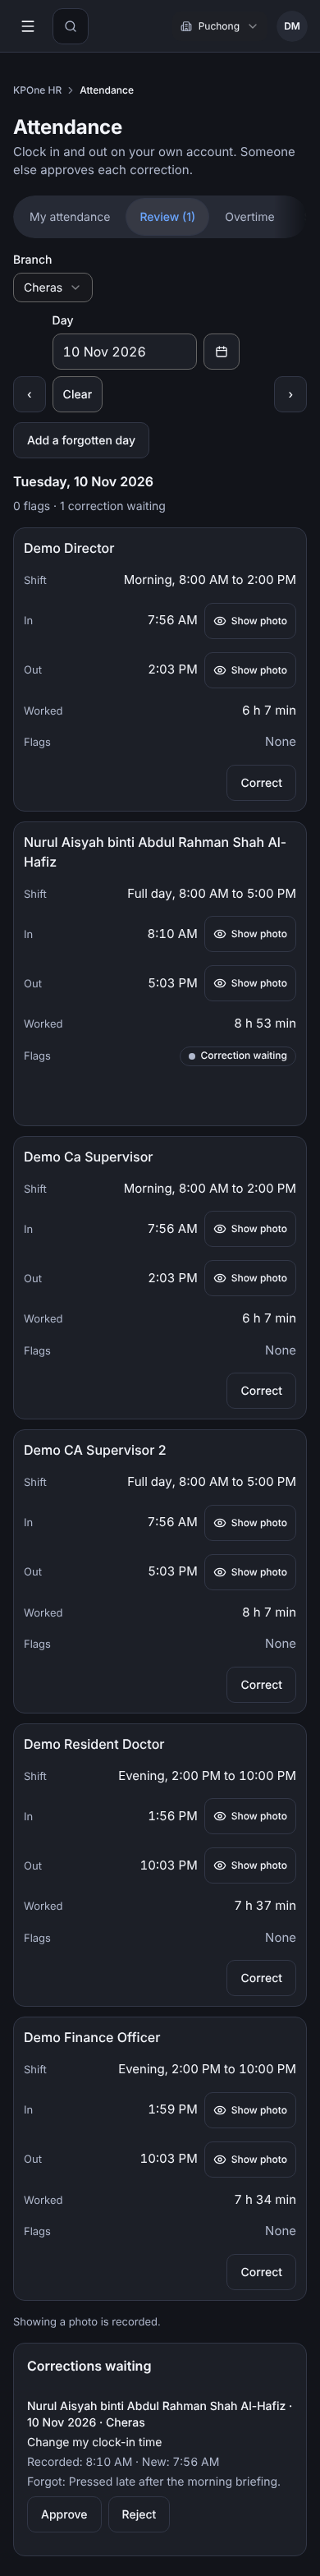 Puchong
DM
KPOne HR > Attendance
Attendance
Clock in and out on your own account. Someone
else approves each correction.
My attendance Review (1) Overtime
Branch
Cheras
Day
10 Nov 2026
‹ Clear ›
Add a forgotten day
Tuesday, 10 Nov 2026
0 flags · 1 correction waiting
Demo Director
Shift Morning, 8:00 AM to 2:00 PM
In 7:56 AM Show photo
Out 2:03 PM Show photo
Worked 6 h 7 min
Flags None
Correct
Nurul Aisyah binti Abdul Rahman Shah Al-
Hafiz
Shift Full day, 8:00 AM to 5:00 PM
In 8:10 AM Show photo
Out 5:03 PM Show photo
Worked 8 h 53 min
Flags Correction waiting
Demo Ca Supervisor
Shift Morning, 8:00 AM to 2:00 PM
In 7:56 AM Show photo
Out 2:03 PM Show photo
Worked 6 h 7 min
Flags None
Correct
Demo CA Supervisor 2
Shift Full day, 8:00 AM to 5:00 PM
In 7:56 AM Show photo
Out 5:03 PM Show photo
Worked 8 h 7 min
Flags None
Correct
Demo Resident Doctor
Shift Evening, 2:00 PM to 10:00 PM
In 1:56 PM Show photo
Out 10:03 PM Show photo
Worked 7 h 37 min
Flags None
Correct
Demo Finance Officer
Shift Evening, 2:00 PM to 10:00 PM
In 1:59 PM Show photo
Out 10:03 PM Show photo
Worked 7 h 34 min
Flags None
Correct
Showing a photo is recorded.
Corrections waiting
Nurul Aisyah binti Abdul Rahman Shah Al-Hafiz ·
10 Nov 2026 · Cheras
Change my clock-in time
Recorded: 8:10 AM · New: 7:56 AM
Forgot: Pressed late after the morning briefing.
Approve Reject